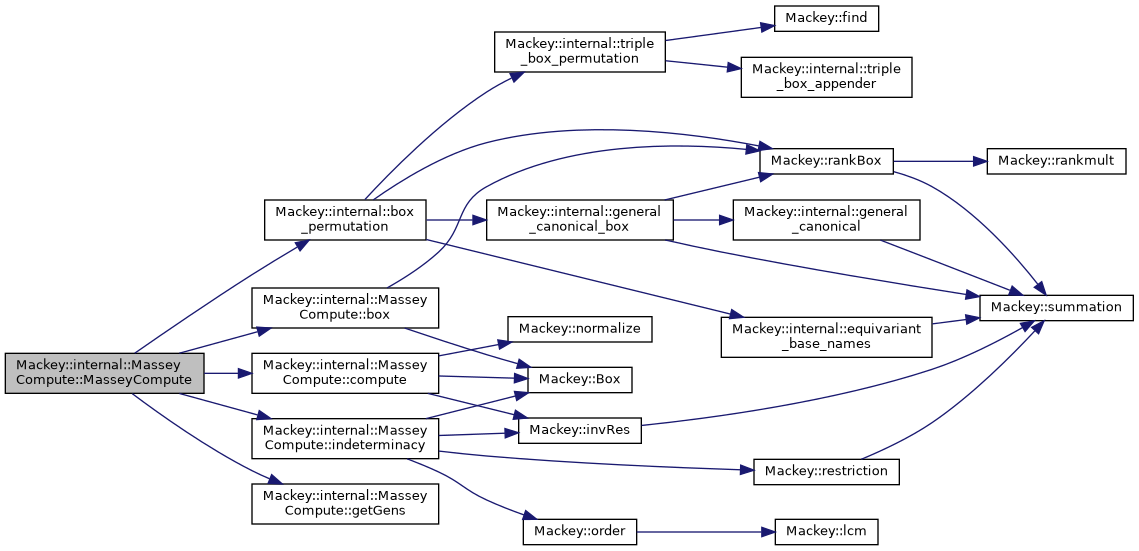 Mackey::find
Mackey::internal::triple
_box_permutation
Mackey::internal::triple
_box_appender
Mackey::rankBox
Mackey::rankmult
Mackey::internal::box
_permutation
Mackey::internal::general
_canonical_box
Mackey::internal::general
_canonical
Mackey::internal::Massey
Compute::box
Mackey::summation
Mackey::normalize
Mackey::internal::equivariant
_base_names
Mackey::internal::Massey
Compute::MasseyCompute
Mackey::internal::Massey
Compute::compute
Mackey::Box
Mackey::internal::Massey
Compute::indeterminacy
Mackey::invRes
Mackey::restriction
Mackey::internal::Massey
Compute::getGens
Mackey::order
Mackey::lcm